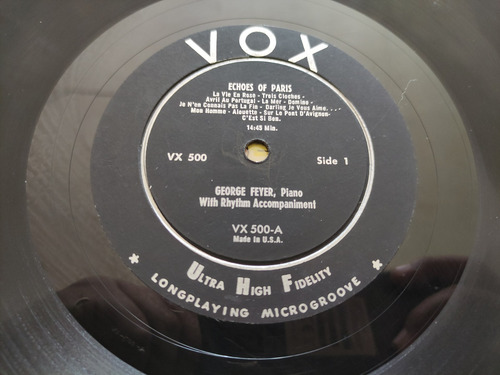 VOX
ECHOES OF PARIS
La Vie En Rose - Trois Cloches -
Avril Au Portugal - La Mer - Domino -
Je N'en Connais Pas La Fin - Darling Je Vous Aime. . .
Mon Homme - Alouette - Sur Le Pont D'Avignon-
C'Est Si Bon.
14:45 Min.
VX 500
Side 1
GEORGE FEYER, Piano
With Rhythm Accompaniment
VX 500-A
Made in U.S.A.
ULTRA HIGH FIDELITY
* LONGPLAYING MICROGROOVE *